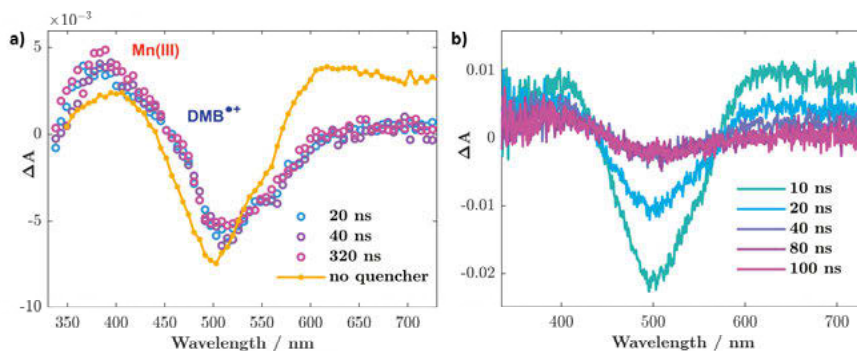 a)
×10⁻³
Mn(III)
DMB•+
5
0
-5
-10
ΔA
20 ns
40 ns
320 ns
no quencher
350 400 450 500 550 600 650 700
Wavelength / nm
b)
0.01
0
-0.01
-0.02
ΔA
10 ns
20 ns
40 ns
80 ns
100 ns
400 500 600 700
Wavelength / nm